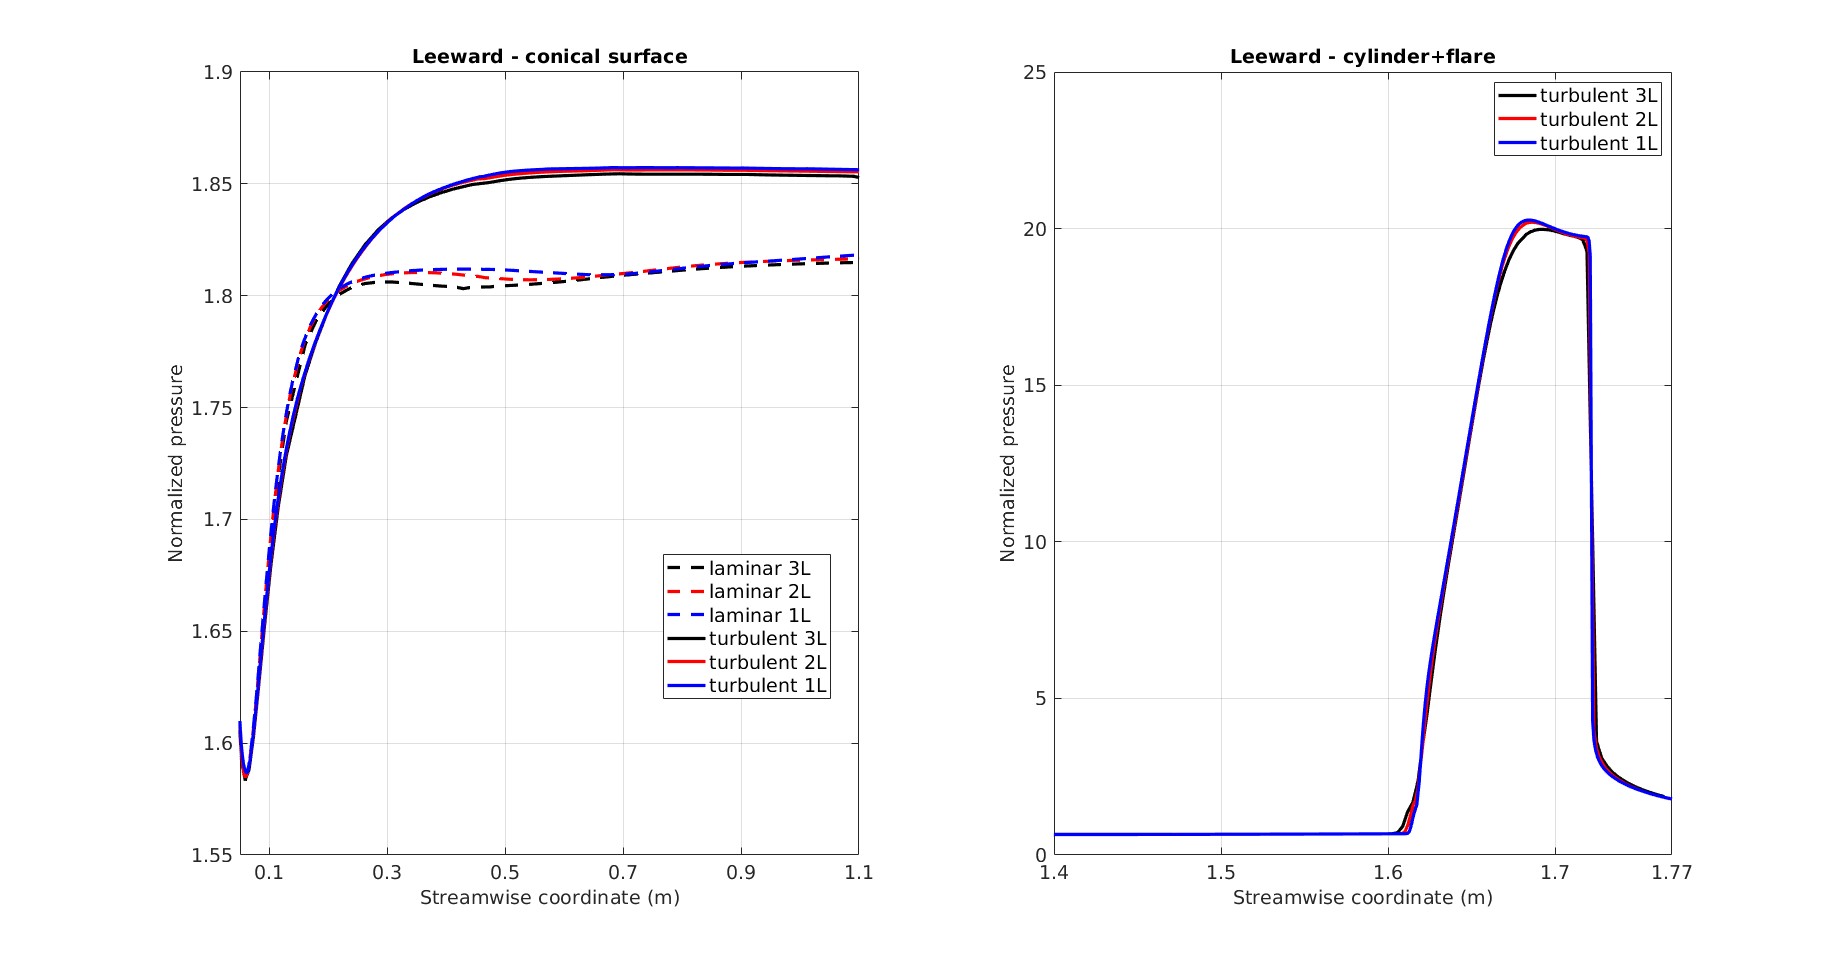 Leeward - conical surface
1.9
1.85
1.8
1.75
1.7
1.65
1.6
1.55
Normalized pressure
0.1 0.3 0.5 0.7 0.9 1.1
Streamwise coordinate (m)
laminar 3L
laminar 2L
laminar 1L
turbulent 3L
turbulent 2L
turbulent 1L
Leeward - cylinder+flare
25
20
15
10
5
0
Normalized pressure
1.4 1.5 1.6 1.7 1.77
Streamwise coordinate (m)
turbulent 3L
turbulent 2L
turbulent 1L